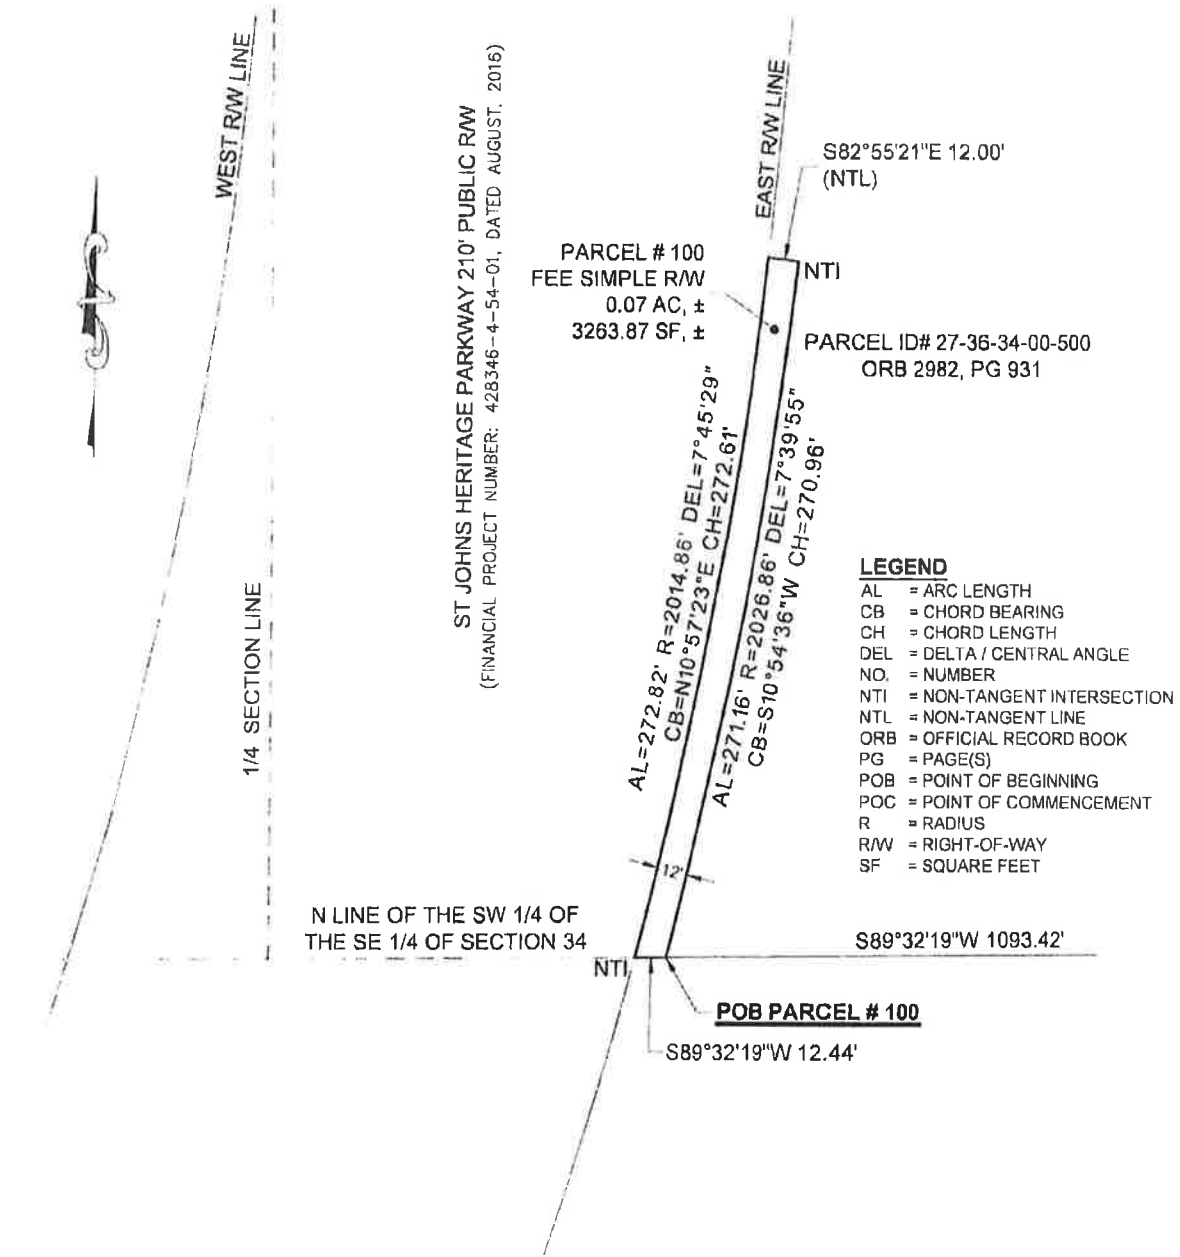 WEST R/W LINE
1/4 SECTION LINE
ST JOHNS HERITAGE PARKWAY 210' PUBLIC R/W
(FINANCIAL PROJECT NUMBER: 428346-4-54-01, DATED AUGUST, 2016)
EAST R/W LINE
S82°55'21"E 12.00'
(NTL)
PARCEL # 100
FEE SIMPLE R/W
0.07 AC, ±
3263.87 SF, ±
NTI
PARCEL ID# 27-36-34-00-500
ORB 2982, PG 931
AL=272.82' R=2014.86' DEL=7°45'29"
CB=N10°57'23"E CH=272.61'
AL=271.16' R=2026.86' DEL=7°39'55"
CB=S10°54'36"W CH=270.96'
LEGEND
AL = ARC LENGTH
CB = CHORD BEARING
CH = CHORD LENGTH
DEL = DELTA / CENTRAL ANGLE
NO. = NUMBER
NTI = NON-TANGENT INTERSECTION
NTL = NON-TANGENT LINE
ORB = OFFICIAL RECORD BOOK
PG = PAGE(S)
POB = POINT OF BEGINNING
POC = POINT OF COMMENCEMENT
R = RADIUS
R/W = RIGHT-OF-WAY
SF = SQUARE FEET
12'
N LINE OF THE SW 1/4 OF
THE SE 1/4 OF SECTION 34
S89°32'19"W 1093.42'
NTI
POB PARCEL # 100
S89°32'19"W 12.44'